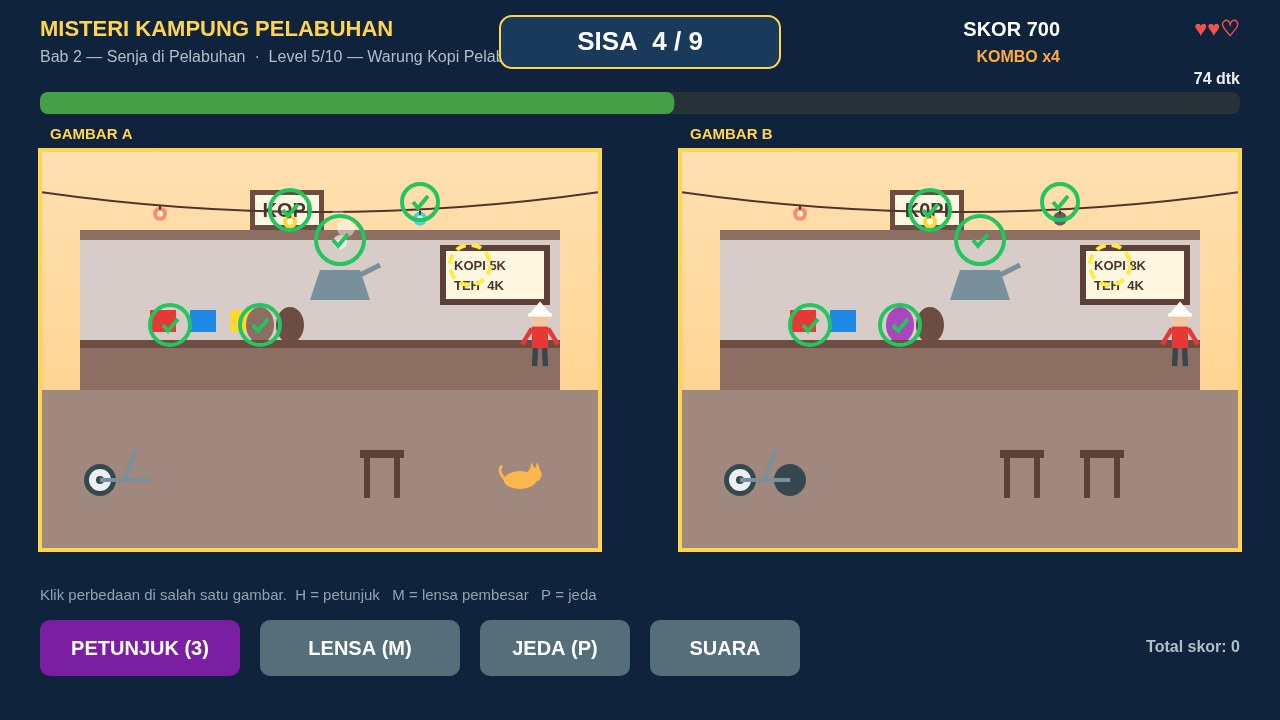 MISTERI KAMPUNG PELABUHAN
Bab 2 — Senja di Pelabuhan · Level 5/10 — Warung Kopi Pelab
SISA 4 / 9
SKOR 700
KOMBO x4
♥♥♡
74 dtk
GAMBAR A
GAMBAR B
KOPI
KOPI 5K
TEH 4K
K0PI
KOPI 8K
TEH 4K
Klik perbedaan di salah satu gambar. H = petunjuk M = lensa pembesar P = jeda
PETUNJUK (3)
LENSA (M)
JEDA (P)
SUARA
Total skor: 0